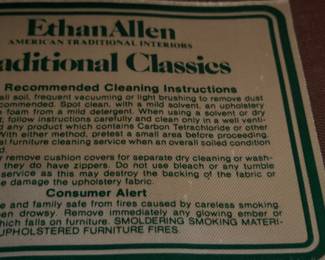 EthanAllen
AMERICAN TRADITIONAL INTERIORS
aditional Classics
Recommended Cleaning Instructions
all soil, frequent vacuuming or light brushing to remove dust
commended. Spot clean, with a mild solvent, an upholstery
foam from a mild detergent. When using a solvent or dry
t, follow instructions carefully and clean only in a well venti-
d any product which contains Carbon Tetrachloride or other
With either method, pretest a small area before proceeding.
al furniture cleaning service when an overall soiled condition
remove cushion covers for separate dry cleaning or wash-
they do have zippers. Do not use bleach or any tumble
service as this may destroy the backing of the fabric or
e damage the upholstery fabric.
Consumer Alert
e and family safe from fires caused by careless smoking.
en drowsy. Remove immediately any glowing ember or
hich falls on furniture. SMOLDERING SMOKING MATERI-
UPHOLSTERED FURNITURE FIRES.